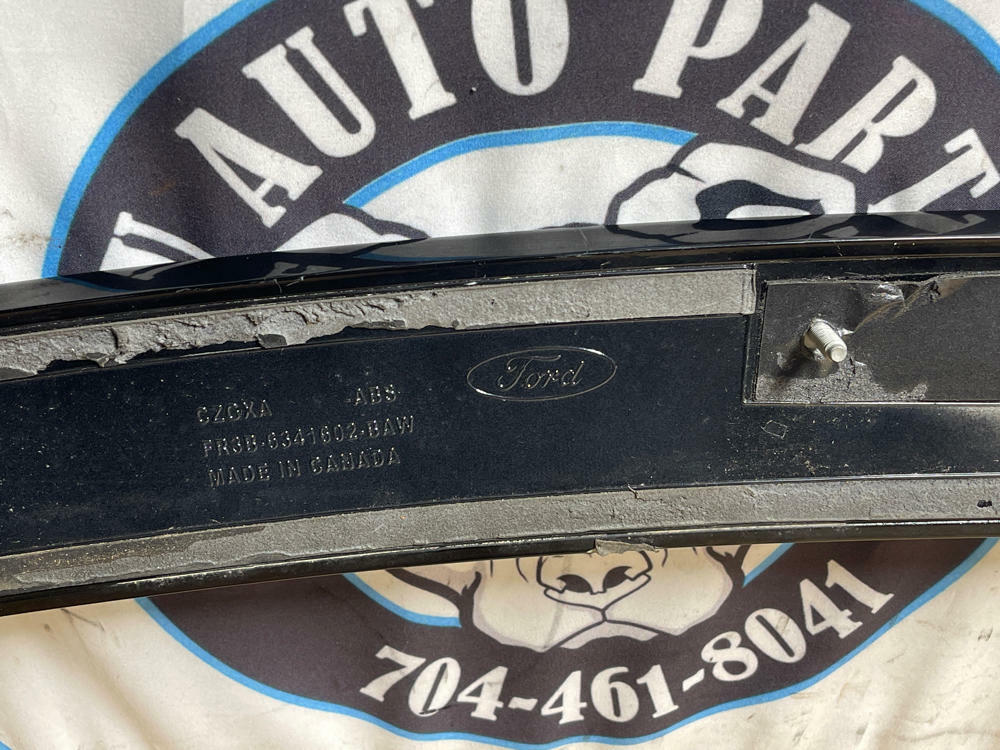 AUTO PART
CZCXA ABS
Ford
FR3B-6341602-BAW
MADE IN CANADA
704-461-8041